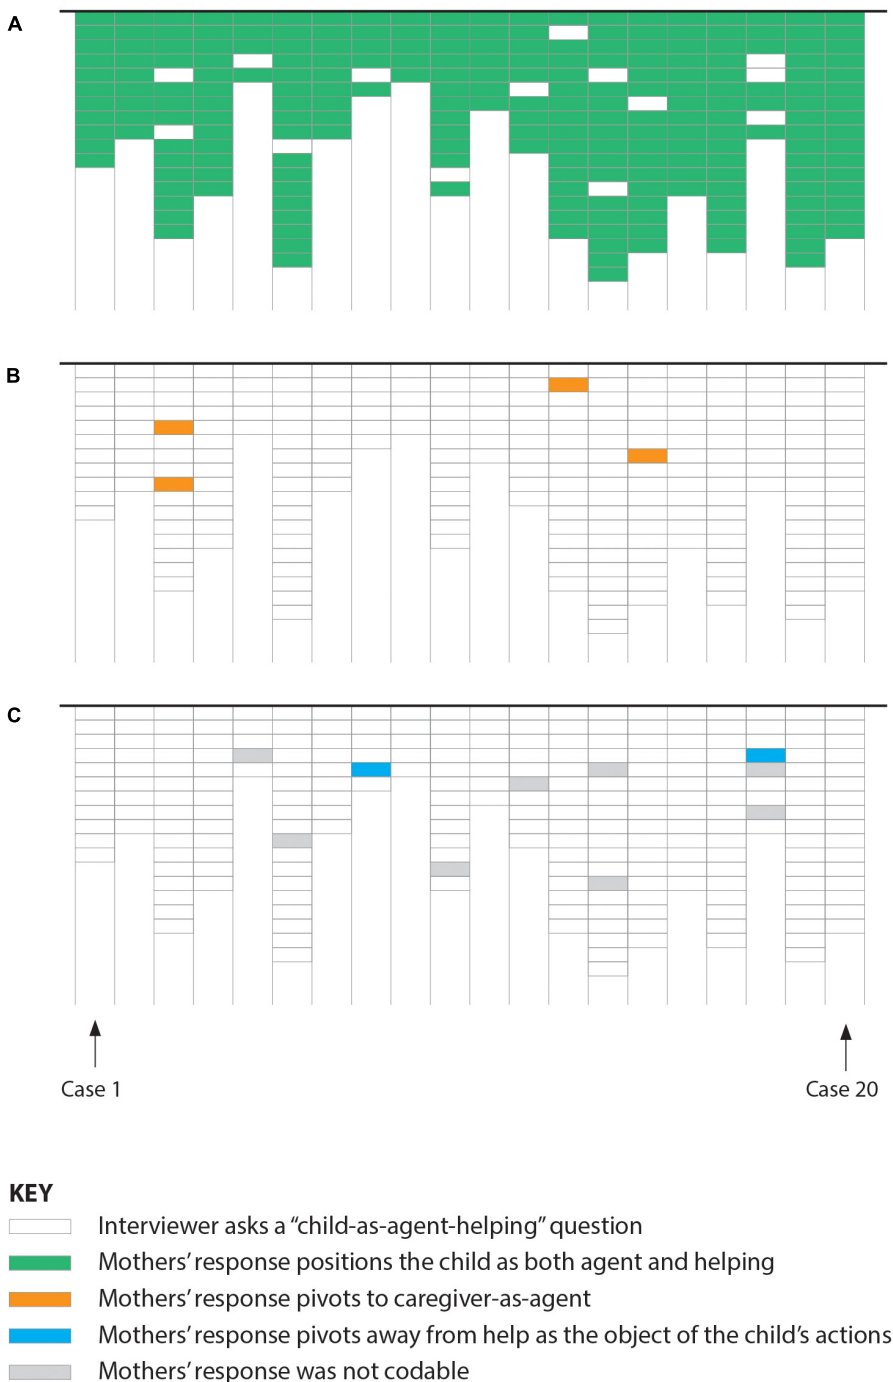 A
B
C
Case 1
Case 20
KEY
Interviewer asks a “child-as-agent-helping” question
Mothers’ response positions the child as both agent and helping
Mothers’ response pivots to caregiver-as-agent
Mothers’ response pivots away from help as the object of the child’s actions
Mothers’ response was not codable